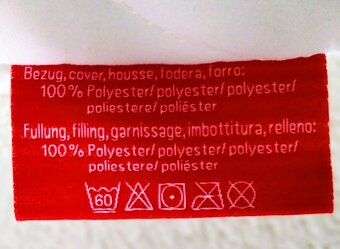 Bezug, cover, housse, fodera, forro:
100% Polyester/ polyester/ polyester/
poliestere/ poliéster
Füllung, filling, garnissage, imbottitura, relleno:
100% Polyester/ polyester/ polyester/
poliestere/ poliéster
60